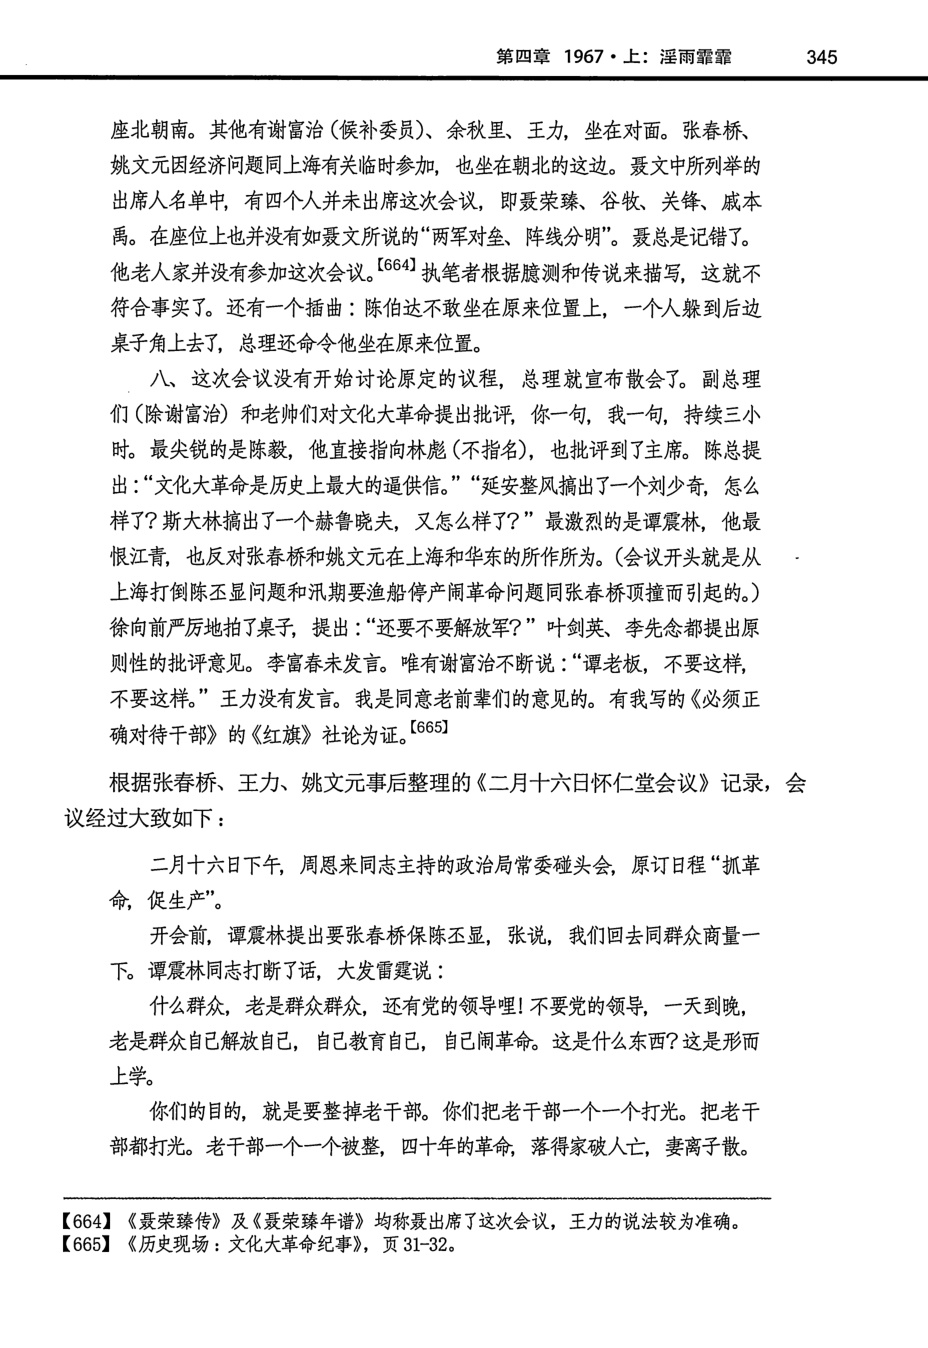 第四章 1967·上：淫雨霏霏 345
座北朝南。其他有谢富治（候补委员）、余秋里、王力，坐在对面。张春桥、
姚文元因经济问题同上海有关临时参加，也坐在朝北的这边。聂文中所列举的
出席人名单中，有四个人并未出席这次会议，即聂荣臻、谷牧、关锋、戚本
禹。在座位上也并没有如聂文所说的“两军对垒、阵线分明”。聂总是记错了。
他老人家并没有参加这次会议。【664】执笔者根据臆测和传说来描写，这就不
符合事实了。还有一个插曲：陈伯达不敢坐在原来位置上，一个人躲到后边
桌子角上去了，总理还命令他坐在原来位置。
八、这次会议没有开始讨论原定的议程，总理就宣布散会了。副总理
们（除谢富治）和老帅们对文化大革命提出批评，你一句，我一句，持续三小
时。最尖锐的是陈毅，他直接指向林彪（不指名），也批评到了主席。陈总提
出：“文化大革命是历史上最大的逼供信。”“延安整风搞出了一个刘少奇，怎么
样了？斯大林搞出了一个赫鲁晓夫，又怎么样了？”最激烈的是谭震林，他最
恨江青，也反对张春桥和姚文元在上海和华东的所作所为。（会议开头就是从
上海打倒陈丕显问题和汛期要渔船停产闹革命问题同张春桥顶撞而引起的。）
徐向前严厉地拍了桌子，提出：“还要不要解放军？”叶剑英、李先念都提出原
则性的批评意见。李富春未发言。唯有谢富治不断说：“谭老板，不要这样，
不要这样。”王力没有发言。我是同意老前辈们的意见的。有我写的《必须正
确对待干部》的《红旗》社论为证。【665】
根据张春桥、王力、姚文元事后整理的《二月十六日怀仁堂会议》记录，会
议经过大致如下：
二月十六日下午，周恩来同志主持的政治局常委碰头会，原订日程“抓革
命，促生产”。
开会前，谭震林提出要张春桥保陈丕显，张说，我们回去同群众商量一
下。谭震林同志打断了话，大发雷霆说：
什么群众，老是群众群众，还有党的领导哩！不要党的领导，一天到晚，
老是群众自己解放自己，自己教育自己，自己闹革命。这是什么东西？这是形而
上学。
你们的目的，就是要整掉老干部。你们把老干部一个一个打光。把老干
部都打光。老干部一个一个被整，四十年的革命，落得家破人亡，妻离子散。
【664】《聂荣臻传》及《聂荣臻年谱》均称聂出席了这次会议，王力的说法较为准确。
【665】《历史现场：文化大革命纪事》，页31-32。